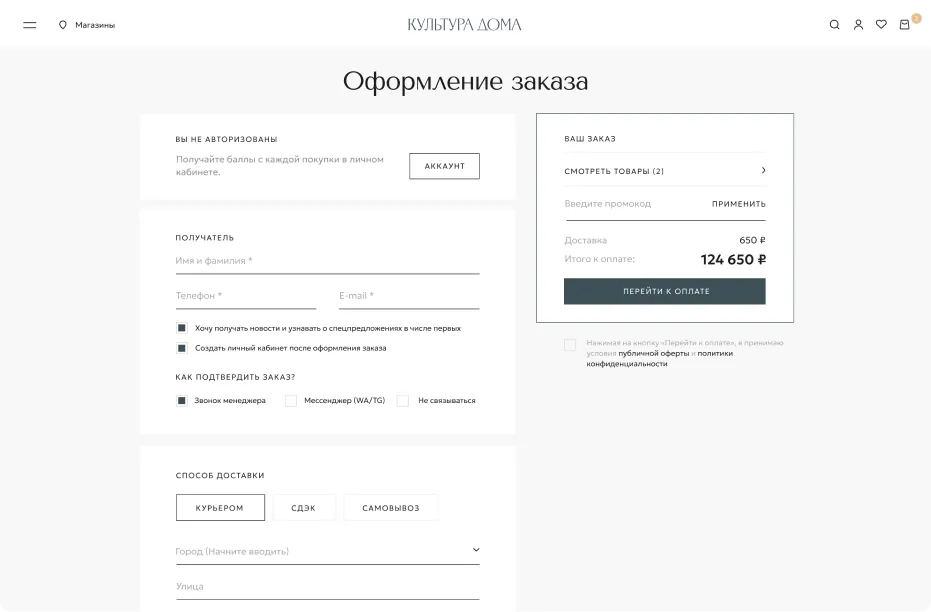 Магазины
КУЛЬТУРА ДОМА
2
Оформление заказа
ВЫ НЕ АВТОРИЗОВАНЫ
Получайте баллы с каждой покупки в личном
кабинете.
АККАУНТ
ПОЛУЧАТЕЛЬ
Имя и фамилия *
Телефон *
E-mail *
Хочу получать новости и узнавать о спецпредложениях в числе первых
Создать личный кабинет после оформления заказа
КАК ПОДТВЕРДИТЬ ЗАКАЗ?
Звонок менеджера
Мессенджер (WA/TG)
Не связываться
СПОСОБ ДОСТАВКИ
КУРЬЕРОМ
СДЭК
САМОВЫВОЗ
Город (Начните вводить)
Улица
ВАШ ЗАКАЗ
СМОТРЕТЬ ТОВАРЫ (2)
Введите промокод
ПРИМЕНИТЬ
Доставка 650 ₽
Итого к оплате: 124 650 ₽
ПЕРЕЙТИ К ОПЛАТЕ
Нажимая на кнопку «Перейти к оплате», я принимаю
условия публичной оферты и политики
конфиденциальности